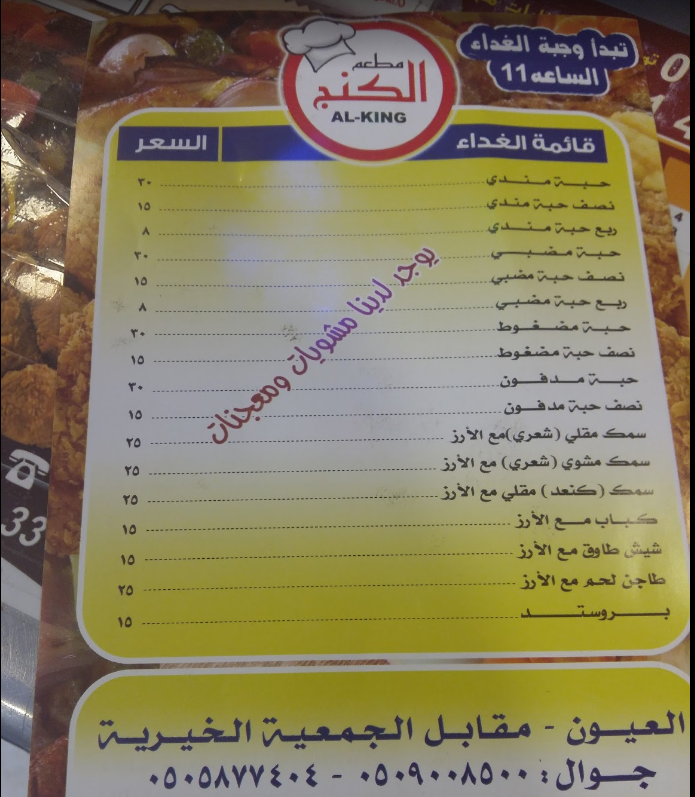 تبدأ وجبة الغداء
الساعه 11
مطاعم
الكنج
AL-KING
قائمة الغداء السعر
حبة مندي ٣٠
نصف حبة مندي ١٥
ربع حبة مندي ٨
حبة مضبي ٣٠
نصف حبة مضبي ١٥
ربع حبة مضبي ٨
حبة مضغوط ٣٠
نصف حبة مضغوط ١٥
حبة مدفون ٣٠
نصف حبة مدفون ١٥
سمك مقلي (شعري) مع الأرز ٢٥
سمك مشوي (شعري) مع الأرز ٢٥
سمك (كنعد) مقلي مع الأرز ٢٥
كباب مع الأرز ١٥
شيش طاوق مع الأرز ١٥
طاجن لحم مع الأرز ٢٥
بروستد ١٥
يوجد لدينا مشويات ومعجنات
العيون - مقابل الجمعية الخيرية
جوال : ٠٥٠٩٠٠٨٥٠٠ - ٠٥٠٥٨٧٧٤٠٤
33